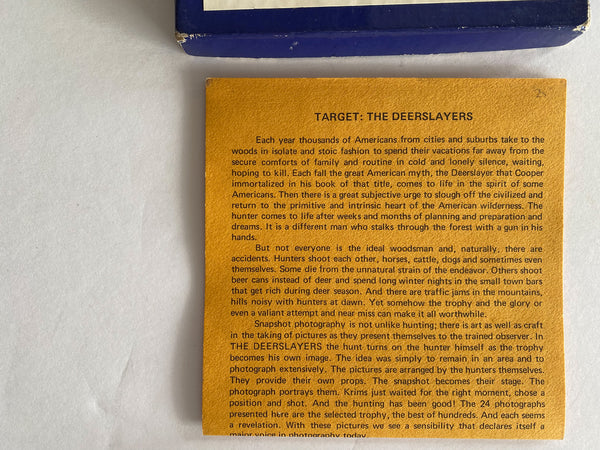 25
TARGET: THE DEERSLAYERS
Each year thousands of Americans from cities and suburbs take to the
woods in isolate and stoic fashion to spend their vacations far away from the
secure comforts of family and routine in cold and lonely silence, waiting,
hoping to kill. Each fall the great American myth, the Deerslayer that Cooper
immortalized in his book of that title, comes to life in the spirit of some
Americans. Then there is a great subjective urge to slough off the civilized and
return to the primitive and intrinsic heart of the American wilderness. The
hunter comes to life after weeks and months of planning and preparation and
dreams. It is a different man who stalks through the forest with a gun in his
hands.
But not everyone is the ideal woodsman and, naturally, there are
accidents. Hunters shoot each other, horses, cattle, dogs and sometimes even
themselves. Some die from the unnatural strain of the endeavor. Others shoot
beer cans instead of deer and spend long winter nights in the small town bars
that get rich during deer season. And there are traffic jams in the mountains,
hills noisy with hunters at dawn. Yet somehow the trophy and the glory or
even a valiant attempt and near miss can make it all worthwhile.
Snapshot photography is not unlike hunting; there is art as well as craft
in the taking of pictures as they present themselves to the trained observer. In
THE DEERSLAYERS the hunt turns on the hunter himself as the trophy
becomes his own image. The idea was simply to remain in an area and to
photograph extensively. The pictures are arranged by the hunters themselves.
They provide their own props. The snapshot becomes their stage. The
photograph portrays them. Krims just waited for the right moment, chose a
position and shot. And the hunting has been good! The 24 photographs
presented here are the selected trophy, the best of hundreds. And each seems
a revelation. With these pictures we see a sensibility that declares itself a
major voice in photography today.